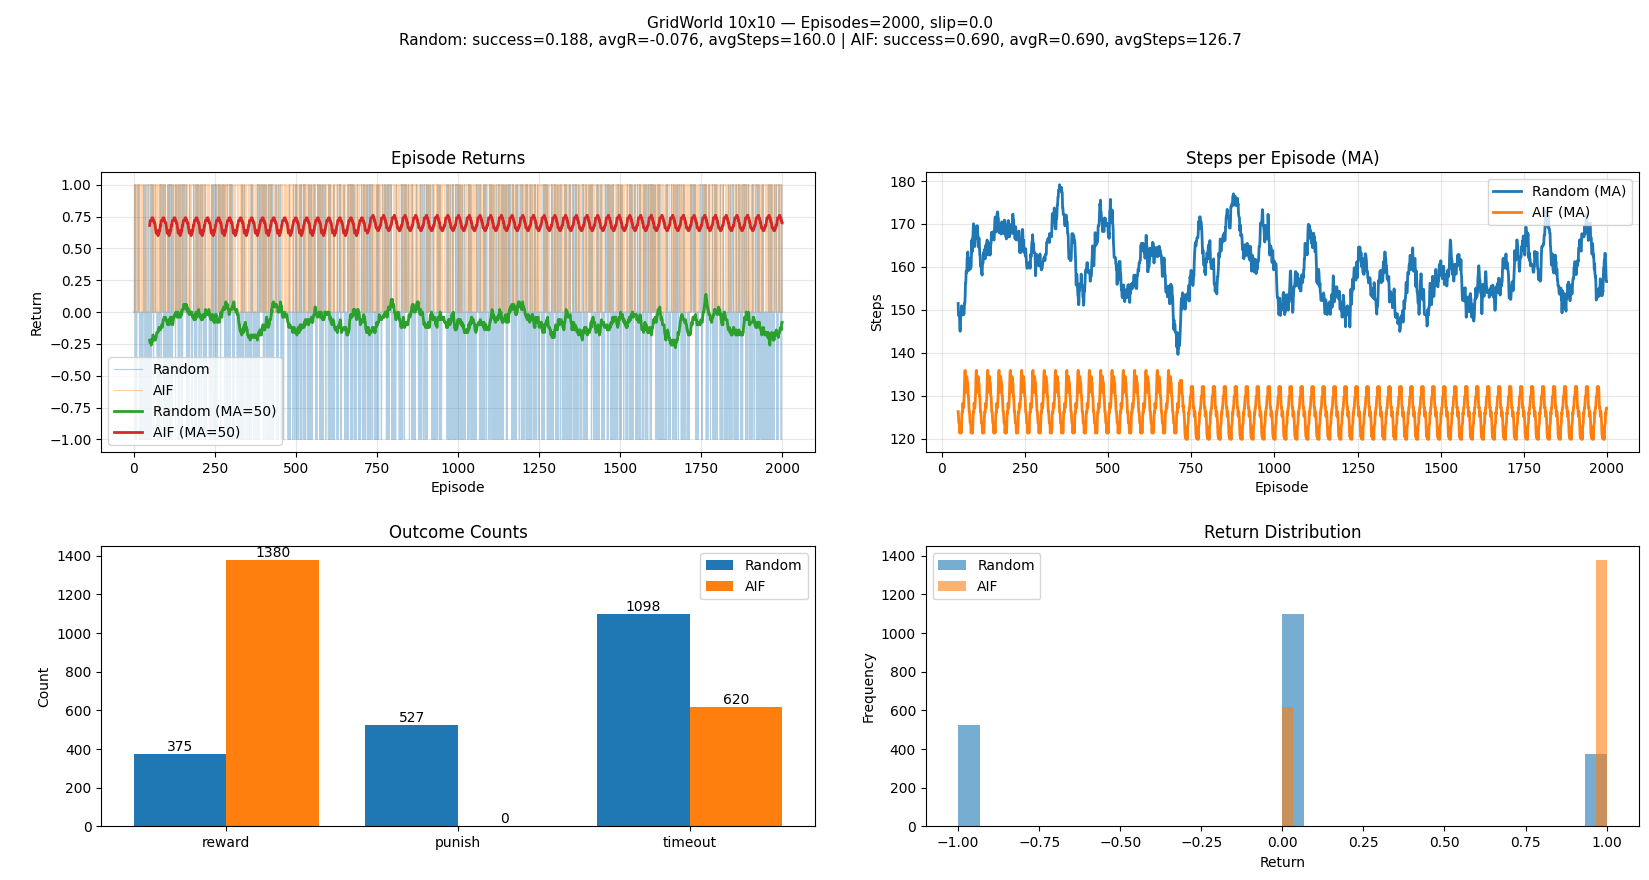 GridWorld 10x10 — Episodes=2000, slip=0.0
Random: success=0.188, avgR=-0.076, avgSteps=160.0 | AIF: success=0.690, avgR=0.690, avgSteps=126.7
Episode Returns
1.00
0.75
0.50
0.25
0.00
−0.25
−0.50
−0.75
−1.00
Return
Random
AIF
Random (MA=50)
AIF (MA=50)
0 250 500 750 1000 1250 1500 1750 2000
Episode
Steps per Episode (MA)
180
170
160
150
140
130
120
Steps
Random (MA)
AIF (MA)
0 250 500 750 1000 1250 1500 1750 2000
Episode
Outcome Counts
1400
1200
1000
800
600
400
200
0
Count
Random
AIF
375 1380 527 0 1098 620
reward punish timeout
Return Distribution
1400
1200
1000
800
600
400
200
0
Frequency
Random
AIF
−1.00 −0.75 −0.50 −0.25 0.00 0.25 0.50 0.75 1.00
Return